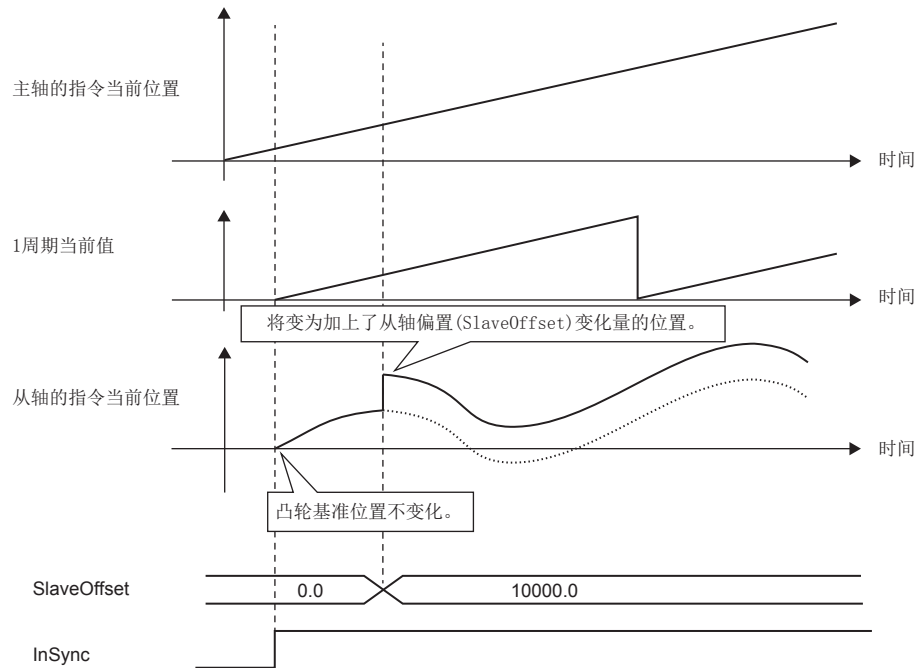 主轴的指令当前位置
时间
1周期当前值
时间
将变为加上了从轴偏置(SlaveOffset)变化量的位置。
从轴的指令当前位置
时间
凸轮基准位置不变化。
SlaveOffset
0.0
10000.0
InSync